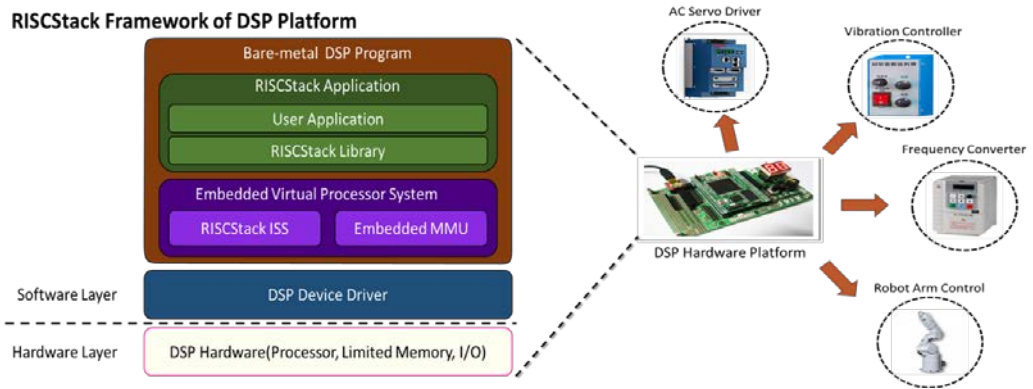 RISCStack Framework of DSP Platform
Bare-metal DSP Program
RISCStack Application
User Application
RISCStack Library
Embedded Virtual Processor System
RISCStack ISS
Embedded MMU
Software Layer
DSP Device Driver
Hardware Layer
DSP Hardware(Processor, Limited Memory, I/O)
DSP Hardware Platform
AC Servo Driver
Vibration Controller
Frequency Converter
Robot Arm Control